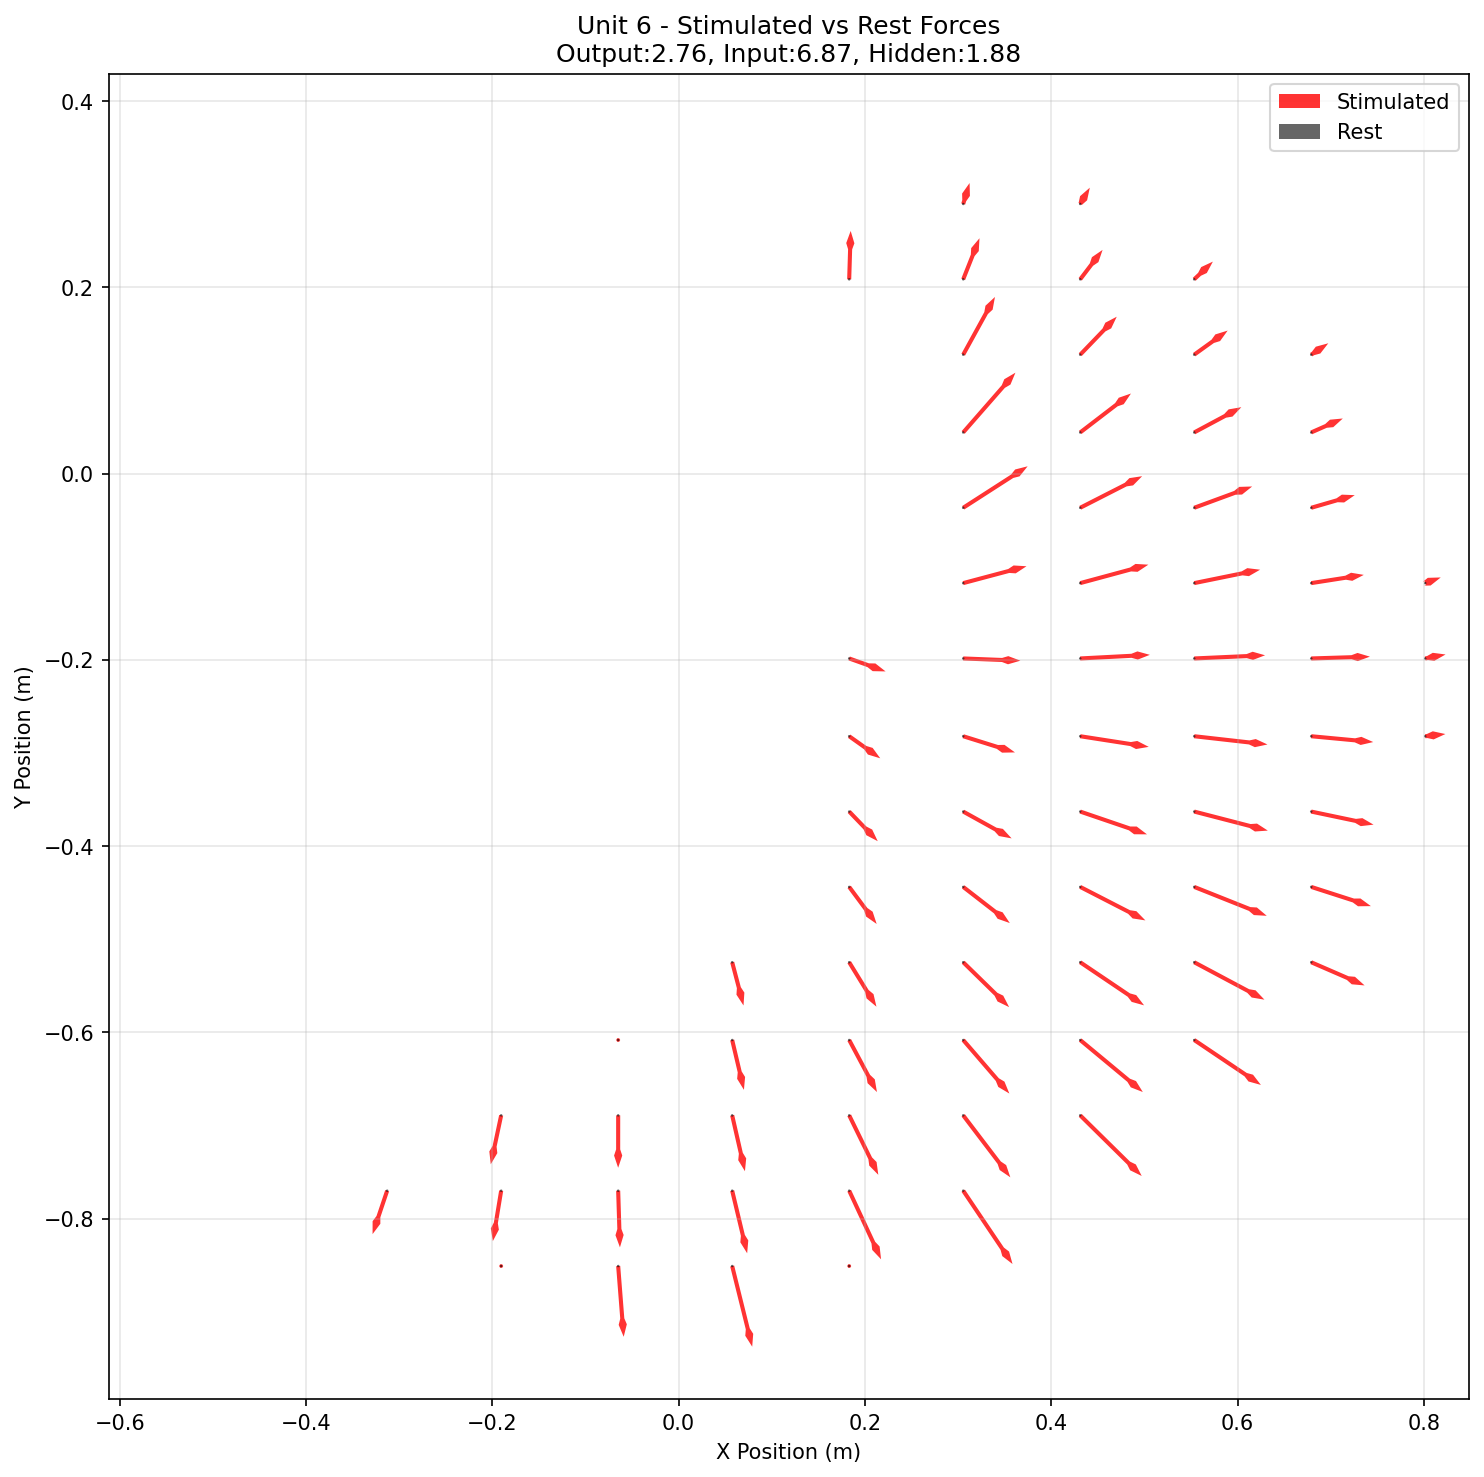 Unit 6 - Stimulated vs Rest Forces
Output:2.76, Input:6.87, Hidden:1.88
Stimulated
Rest
0.4
0.2
0.0
−0.2
−0.4
−0.6
−0.8
Y Position (m)
−0.6
−0.4
−0.2
0.0
0.2
0.4
0.6
0.8
X Position (m)